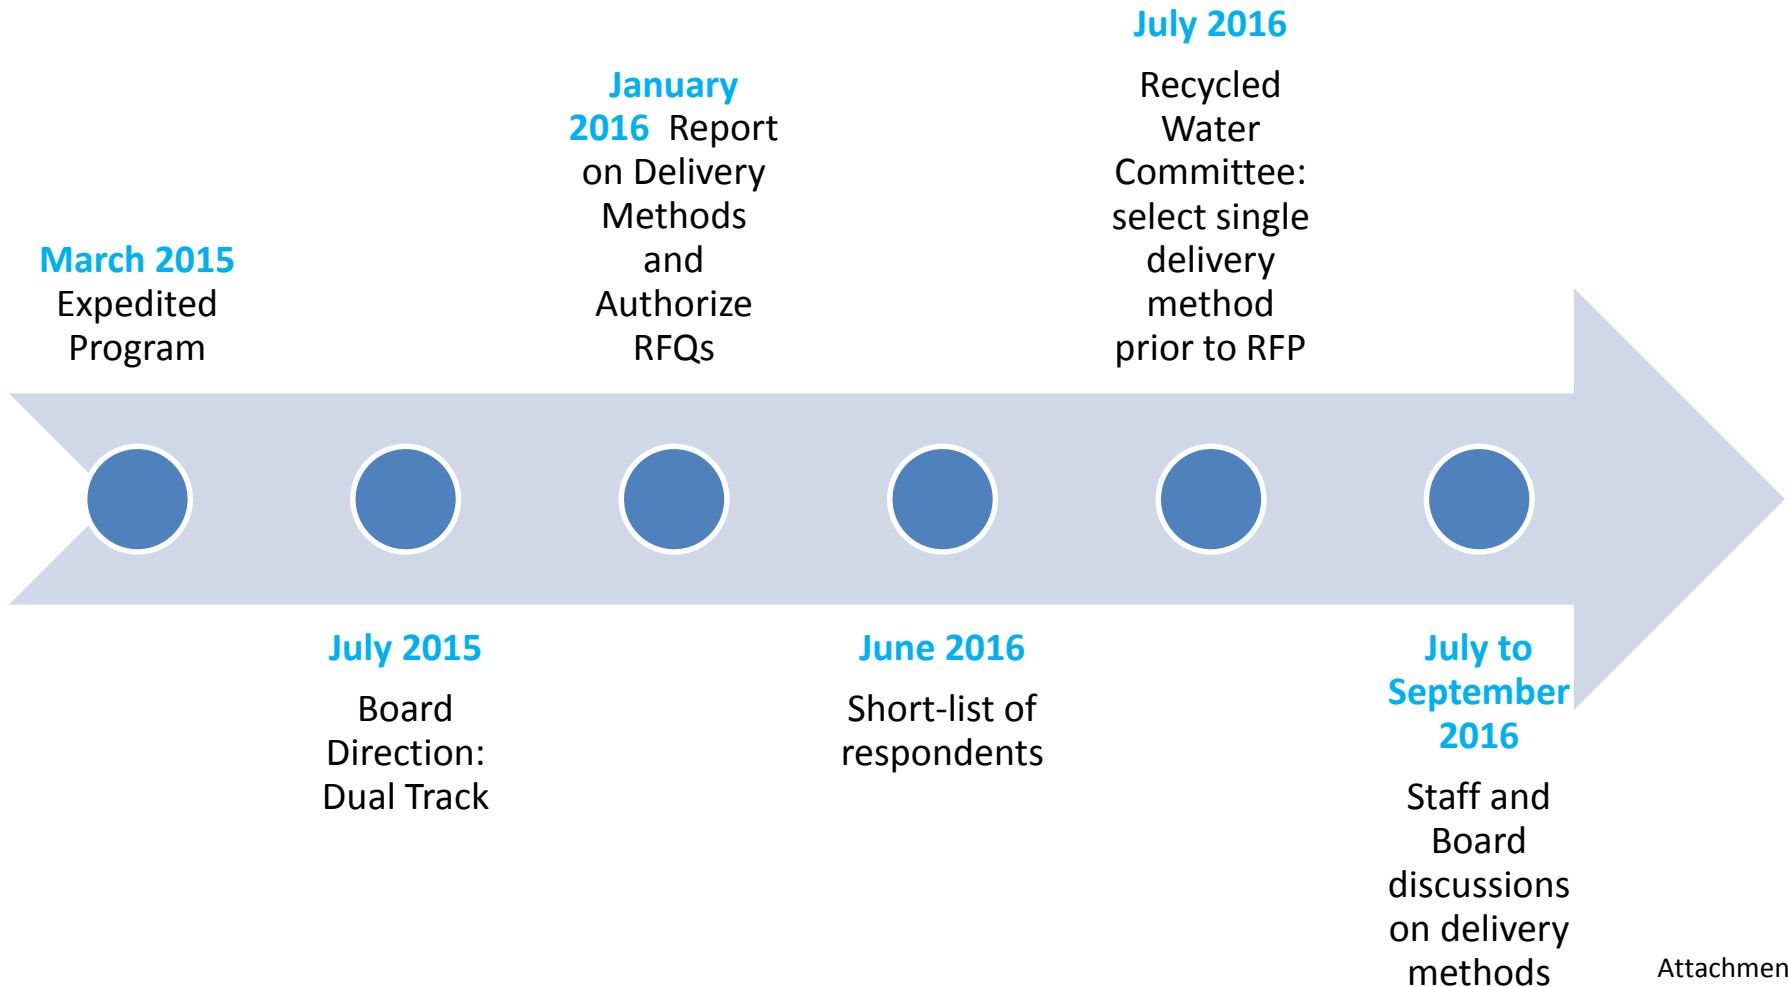 March 2015
Expedited
Program
July 2015
Board
Direction:
Dual Track
January
2016 Report
on Delivery
Methods
and
Authorize
RFQs
June 2016
Short-list of
respondents
July 2016
Recycled
Water
Committee:
select single
delivery
method
prior to RFP
July to
September
2016
Staff and
Board
discussions
on delivery
methods
Attachmen